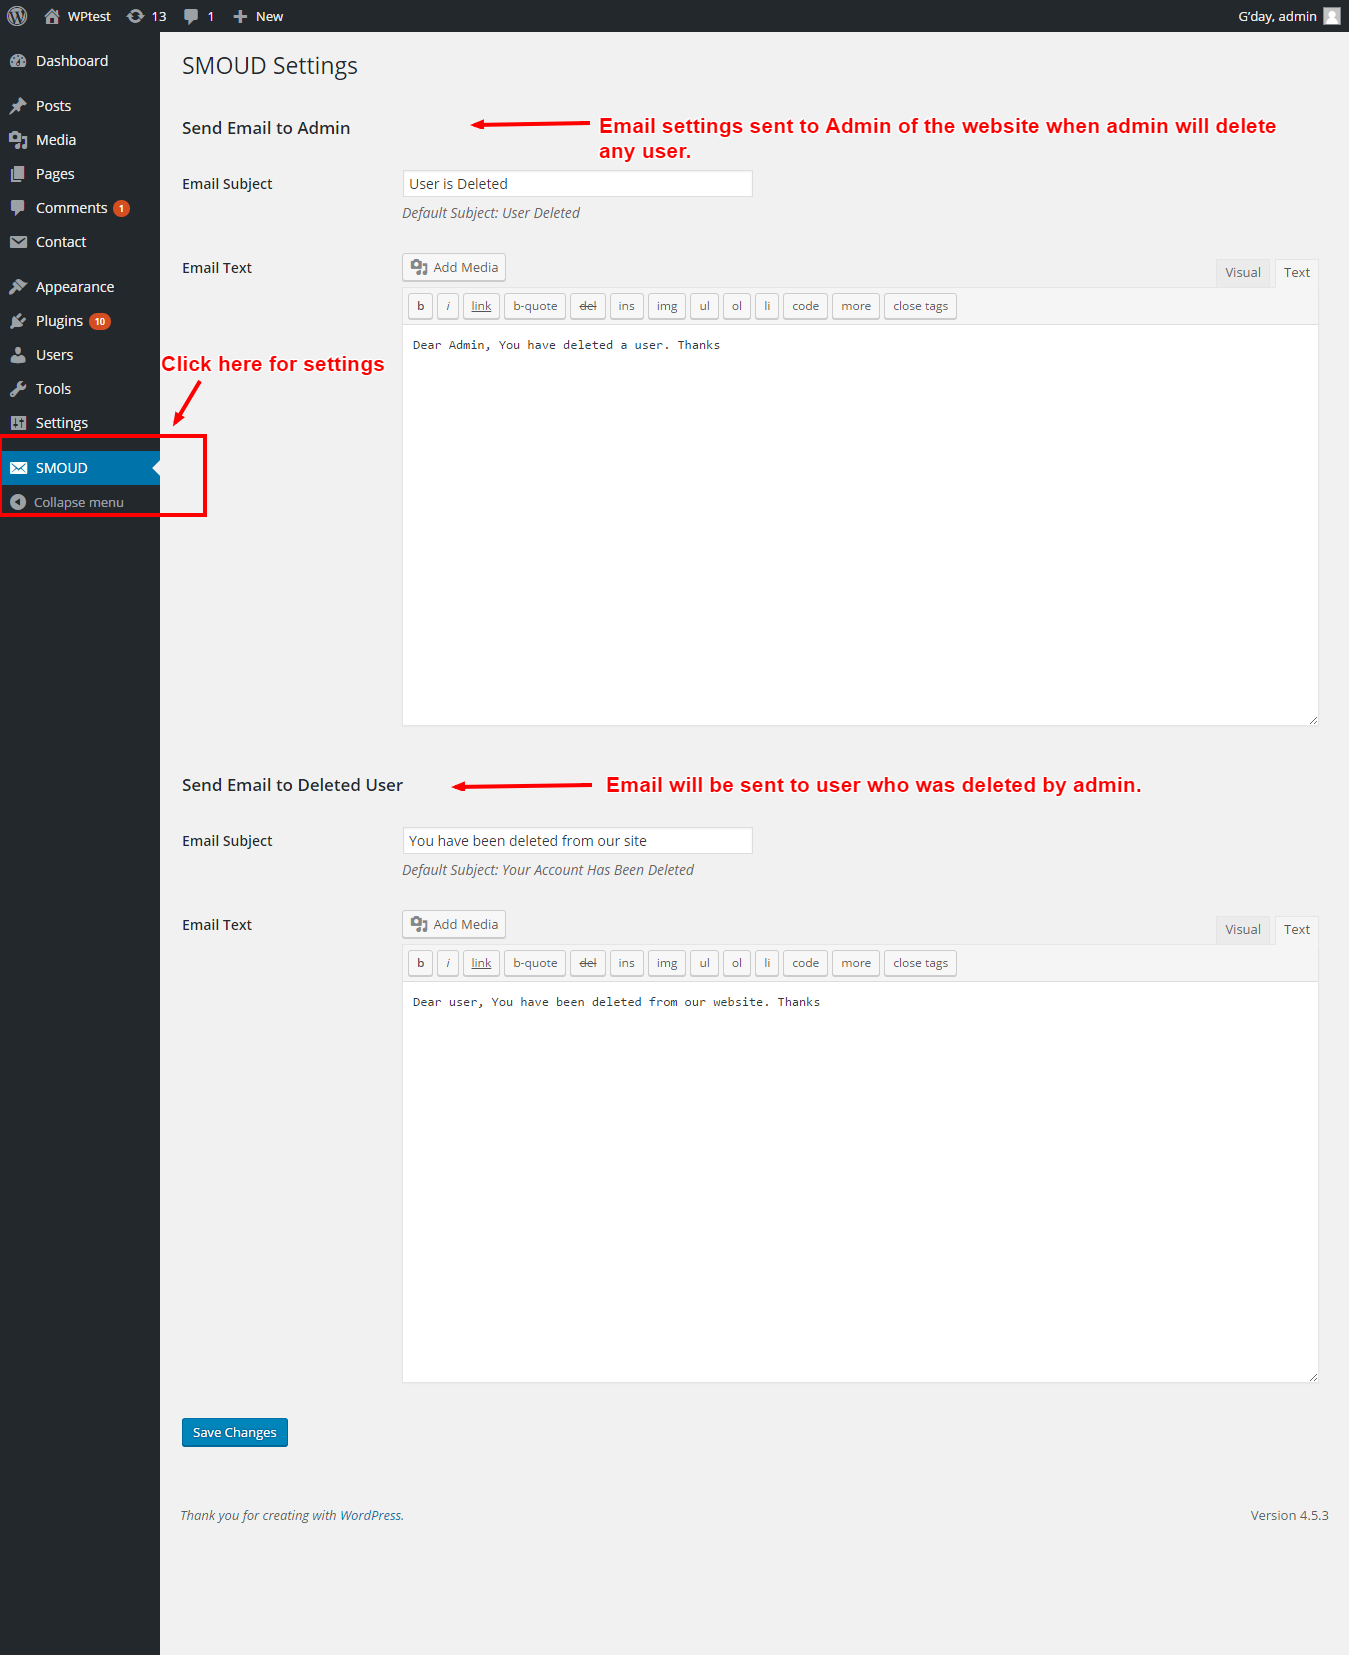 WPtest 13 1 New G'day, admin
Dashboard
Posts
Media
Pages
Comments 1
Contact
Appearance
Plugins 10
Users
Tools
Settings
SMOUD
Collapse menu
Click here for settings
SMOUD Settings
Send Email to Admin
Email settings sent to Admin of the website when admin will delete
any user.
Email Subject User is Deleted
Default Subject: User Deleted
Email Text Add Media Visual Text
b i link b-quote del ins img ul ol li code more close tags
Dear Admin, You have deleted a user. Thanks
Send Email to Deleted User Email will be sent to user who was deleted by admin.
Email Subject You have been deleted from our site
Default Subject: Your Account Has Been Deleted
Email Text Add Media Visual Text
b i link b-quote del ins img ul ol li code more close tags
Dear user, You have been deleted from our website. Thanks
Save Changes
Thank you for creating with WordPress. Version 4.5.3